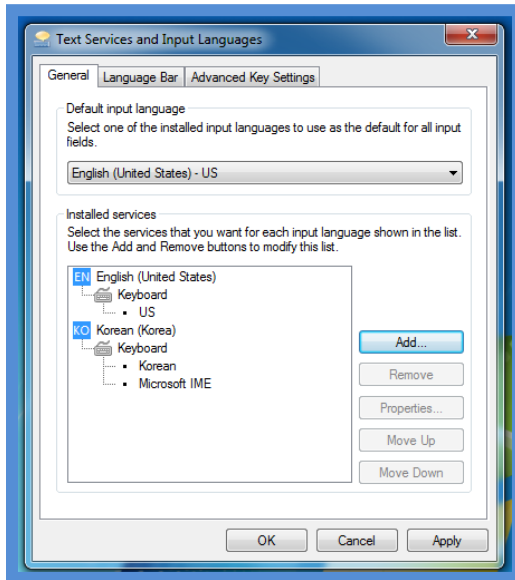 Text Services and Input Languages
General
Language Bar
Advanced Key Settings
Default input language
Select one of the installed input languages to use as the default for all input
fields.
English (United States) - US
Installed services
Select the services that you want for each input language shown in the list.
Use the Add and Remove buttons to modify this list.
EN English (United States)
Keyboard
US
KO Korean (Korea)
Keyboard
Korean
Microsoft IME
Add...
Remove
Properties...
Move Up
Move Down
OK
Cancel
Apply